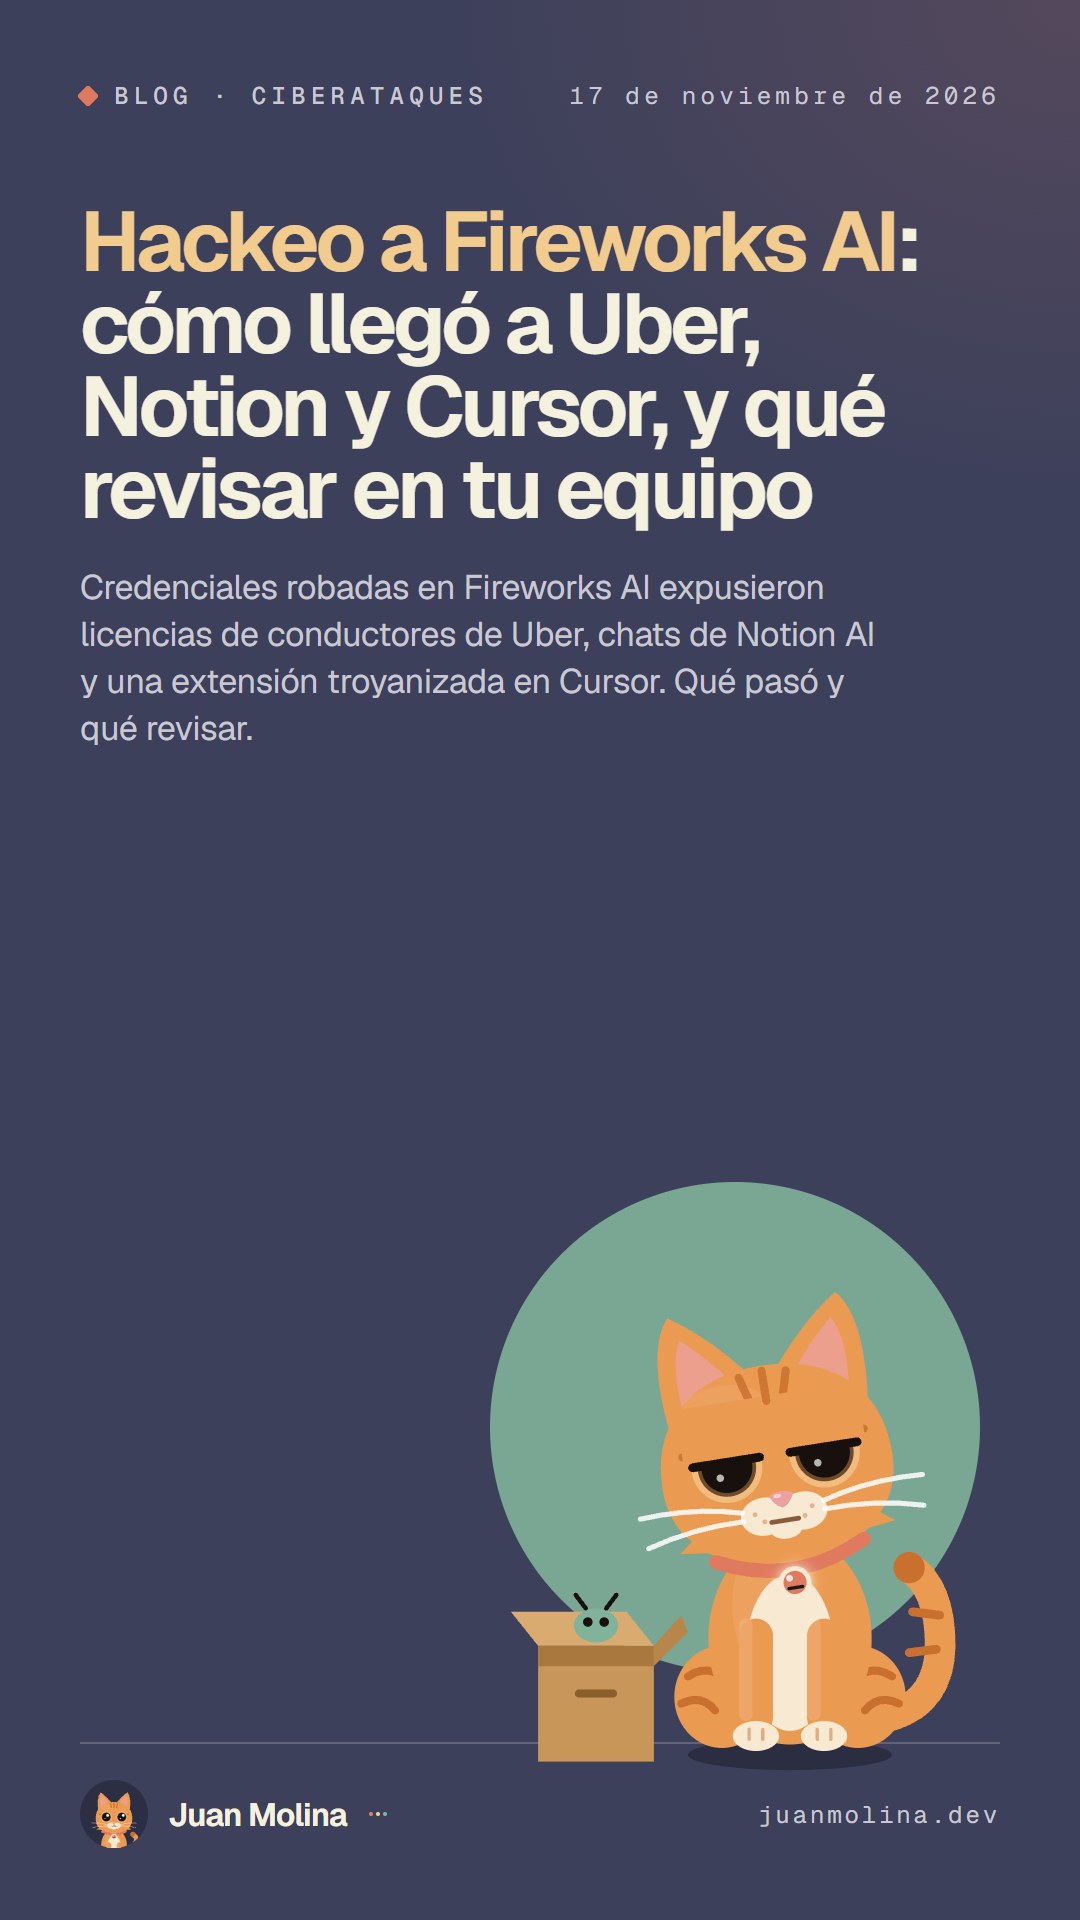 BLOG · CIBERATAQUES
17 de noviembre de 2026
Hackeo a Fireworks AI:
cómo llegó a Uber,
Notion y Cursor, y qué
revisar en tu equipo
Credenciales robadas en Fireworks AI expusieron
licencias de conductores de Uber, chats de Notion AI
y una extensión troyanizada en Cursor. Qué pasó y
qué revisar.
Juan Molina
juanmolina.dev